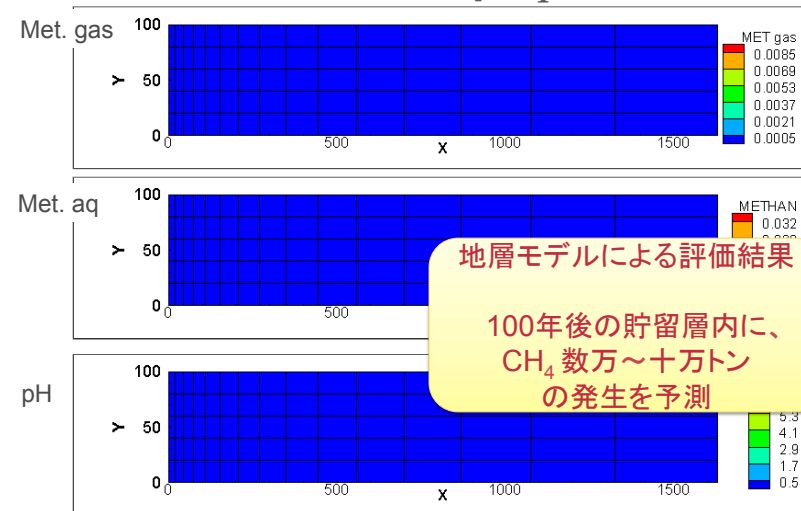 Met. gas
100
50
0
Y
0
500
1000
1500
X
MET gas
0.0085
0.0069
0.0053
0.0037
0.0021
0.0005
Met. aq
100
50
0
Y
0
500
METHAN
0.032
地層モデルによる評価結果
100年後の貯留層内に、
CH₄ 数万～十万トン
の発生を予測
pH
100
50
0
Y
0
500
1000
1500
X
5.3
4.1
2.9
1.7
0.5